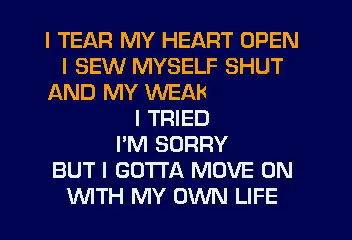 I TEAR MY HEART OPEN
I SEW MYSELF SHUT
AND MY
I TRIED
I'M SORRY
BUT I GOTTA MOVE ON
WITH MY OWN LIFE